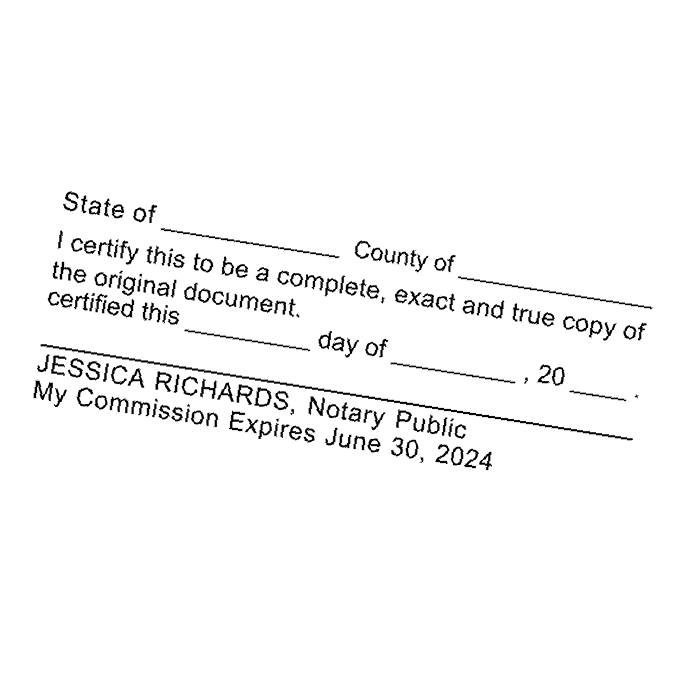 State of ____________ County of ____________
I certify this to be a complete, exact and true copy of
the original document.
certified this ________ day of ________ , 20 ____ .
JESSICA RICHARDS, Notary Public
My Commission Expires June 30, 2024